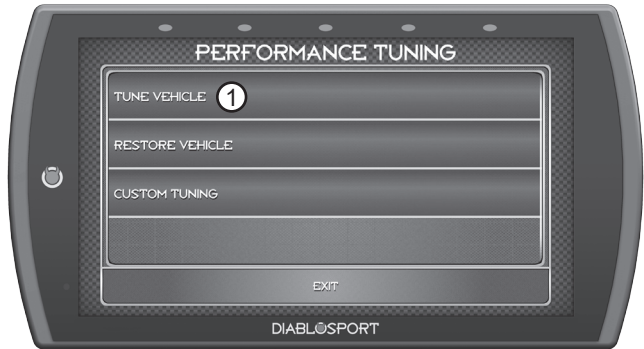 PERFORMANCE TUNING
TUNE VEHICLE 1
RESTORE VEHICLE
CUSTOM TUNING
EXIT
DIABLOSPORT